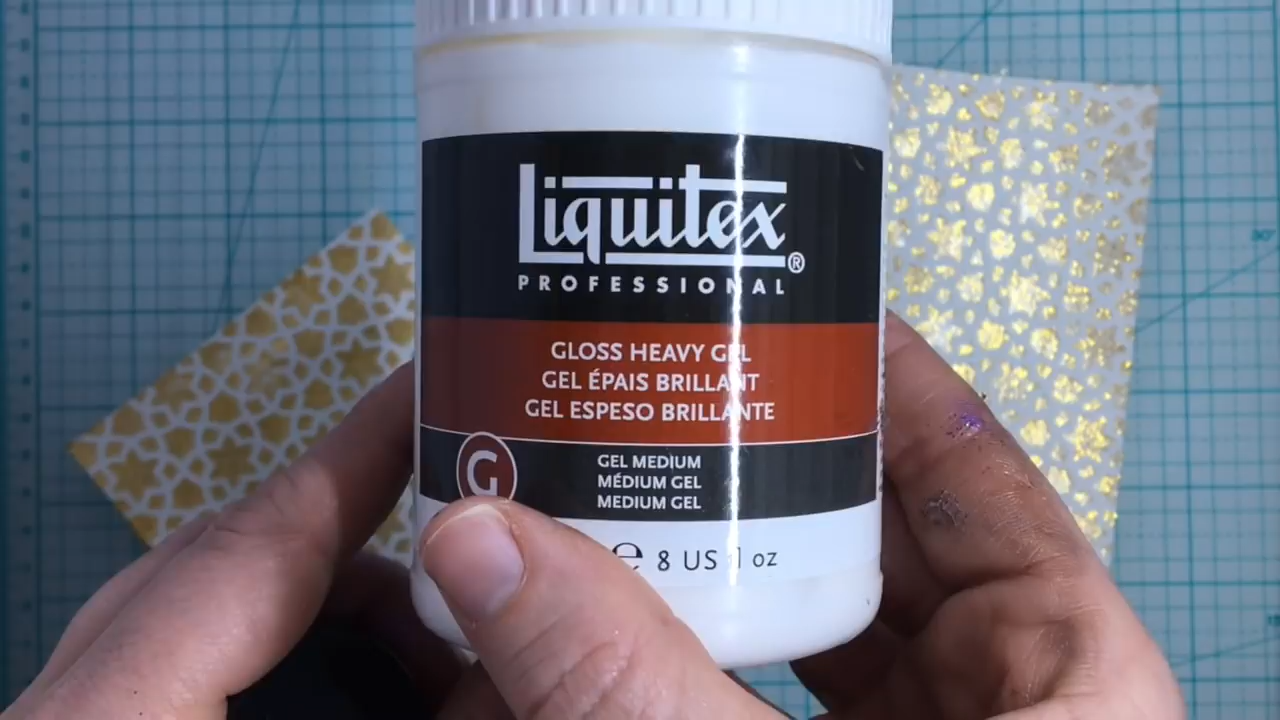 Liquitex®
PROFESSIONAL
GLOSS HEAVY GEL
GEL ÉPAIS BRILLANT
GEL ESPESO BRILLANTE
G
GEL MEDIUM
MÉDIUM GEL
MEDIUM GEL
℮ 8 US oz